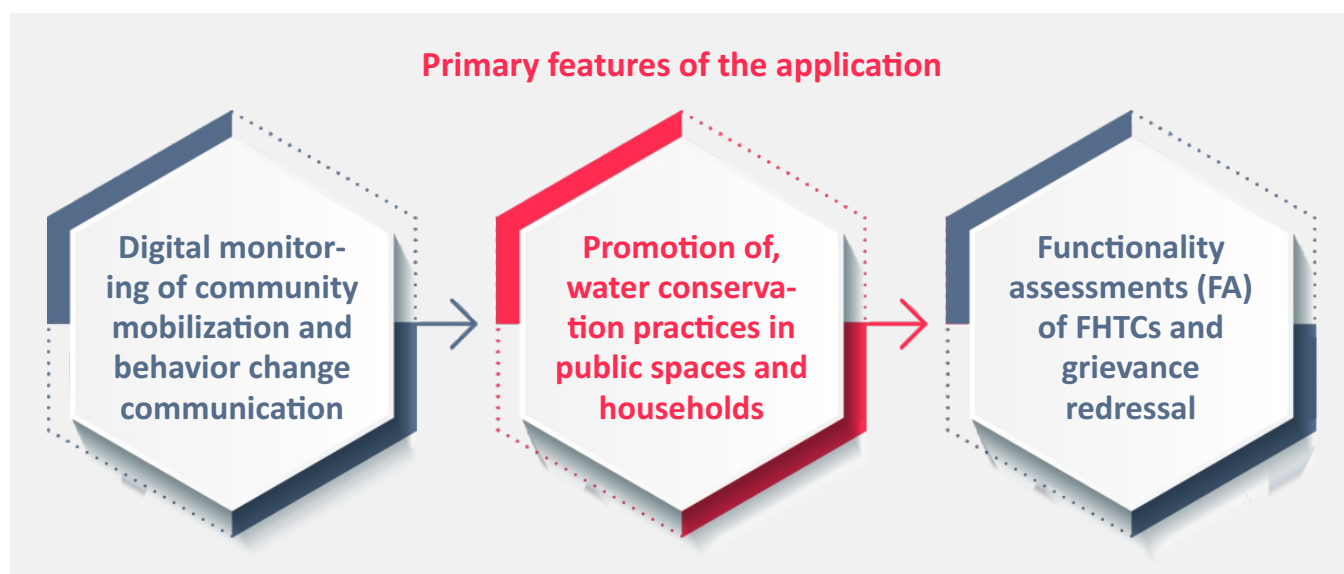 Primary features of the application
Digital monitor-
ing of community
mobilization and
behavior change
communication
Promotion of,
water conserva-
tion practices in
public spaces and
households
Functionality
assessments (FA)
of FHTCs and
grievance
redressal